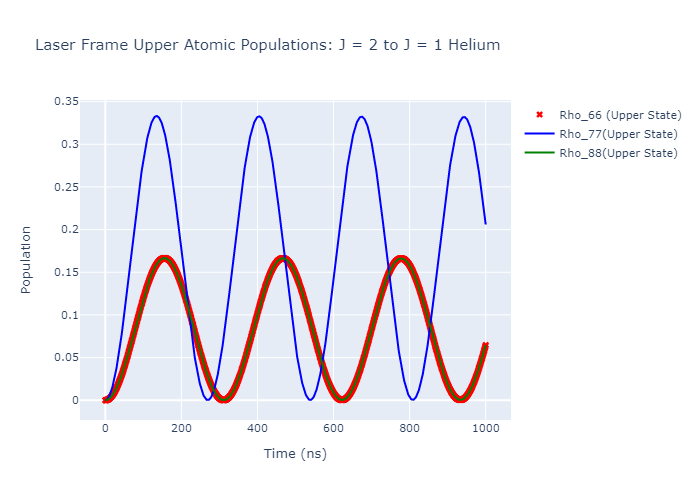 Laser Frame Upper Atomic Populations: J = 2 to J = 1 Helium
0.35
0.3
0.25
0.2
0.15
0.1
0.05
0
Population
0 200 400 600 800 1000
Time (ns)
Rho_66 (Upper State)
Rho_77(Upper State)
Rho_88(Upper State)